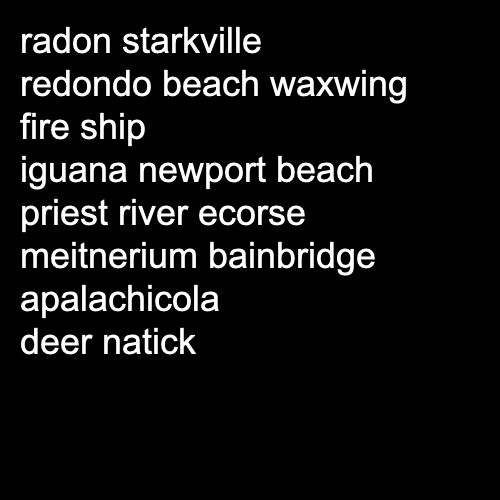 radon starkville
redondo beach waxwing
fire ship
iguana newport beach
priest river ecorse
meitnerium bainbridge
apalachicola
deer natick